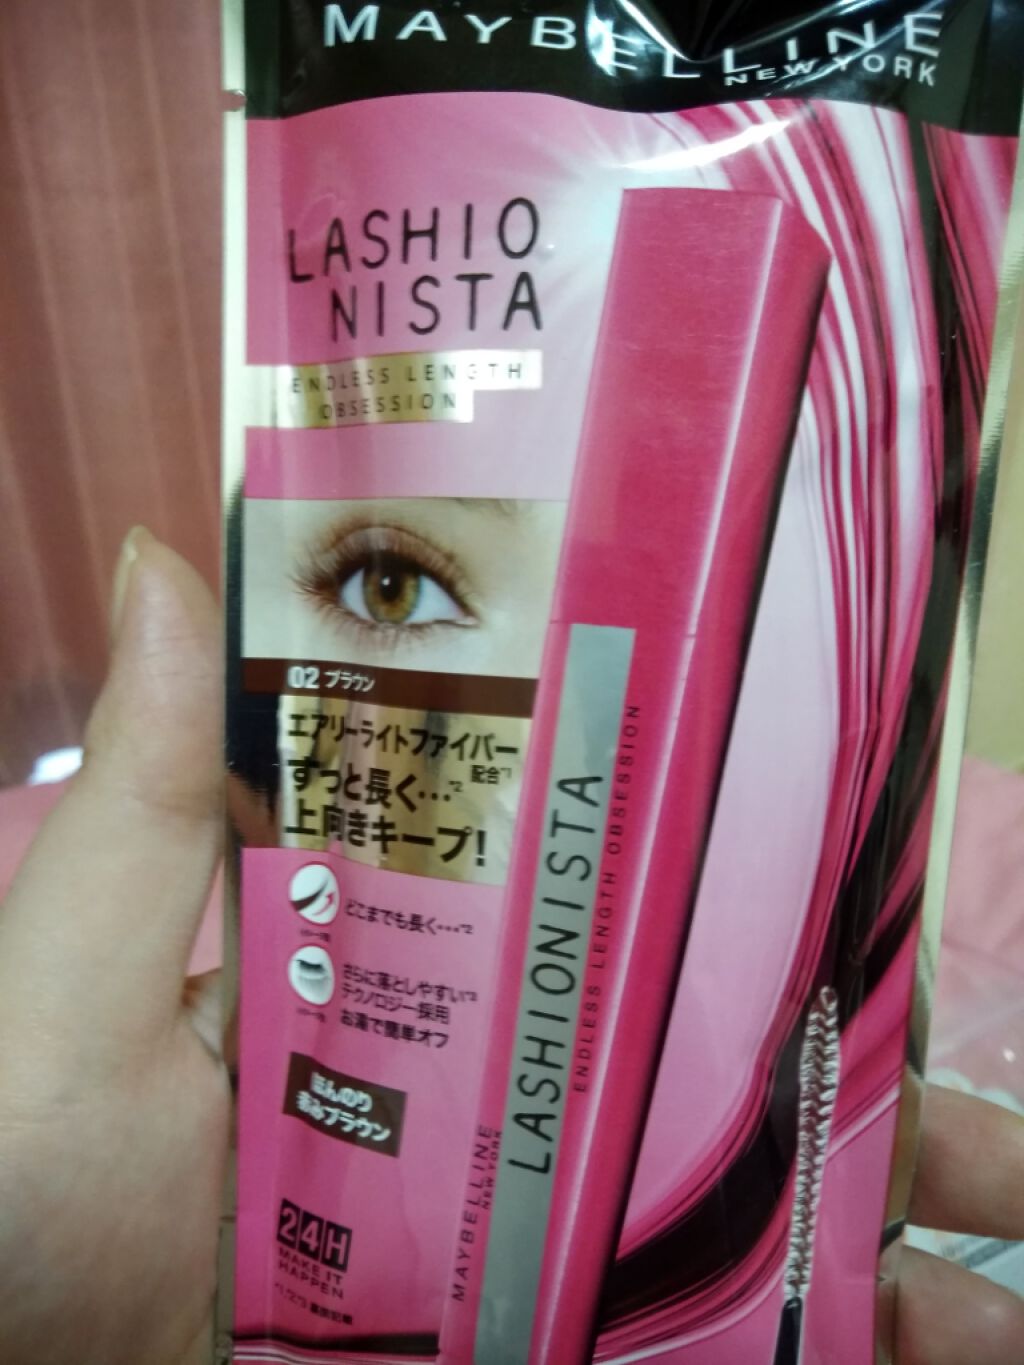 MAYBELLINE
NEW YORK
LASHIO
NISTA
ENDLESS LENGTH
OBSESSION
02 ブラウン
エアリーライトファイバー
配合*1
すっと長く…*2
上向きキープ!
どこまでも長く…*2
さらに落としやすい*3
テクノロジー採用
お湯で簡単オフ
ほんのり
赤みブラウン
24H
MAKE IT
HAPPEN
LASHIONISTA
ENDLESS LENGTH OBSESSION
MAYBELLINE
NEW YORK